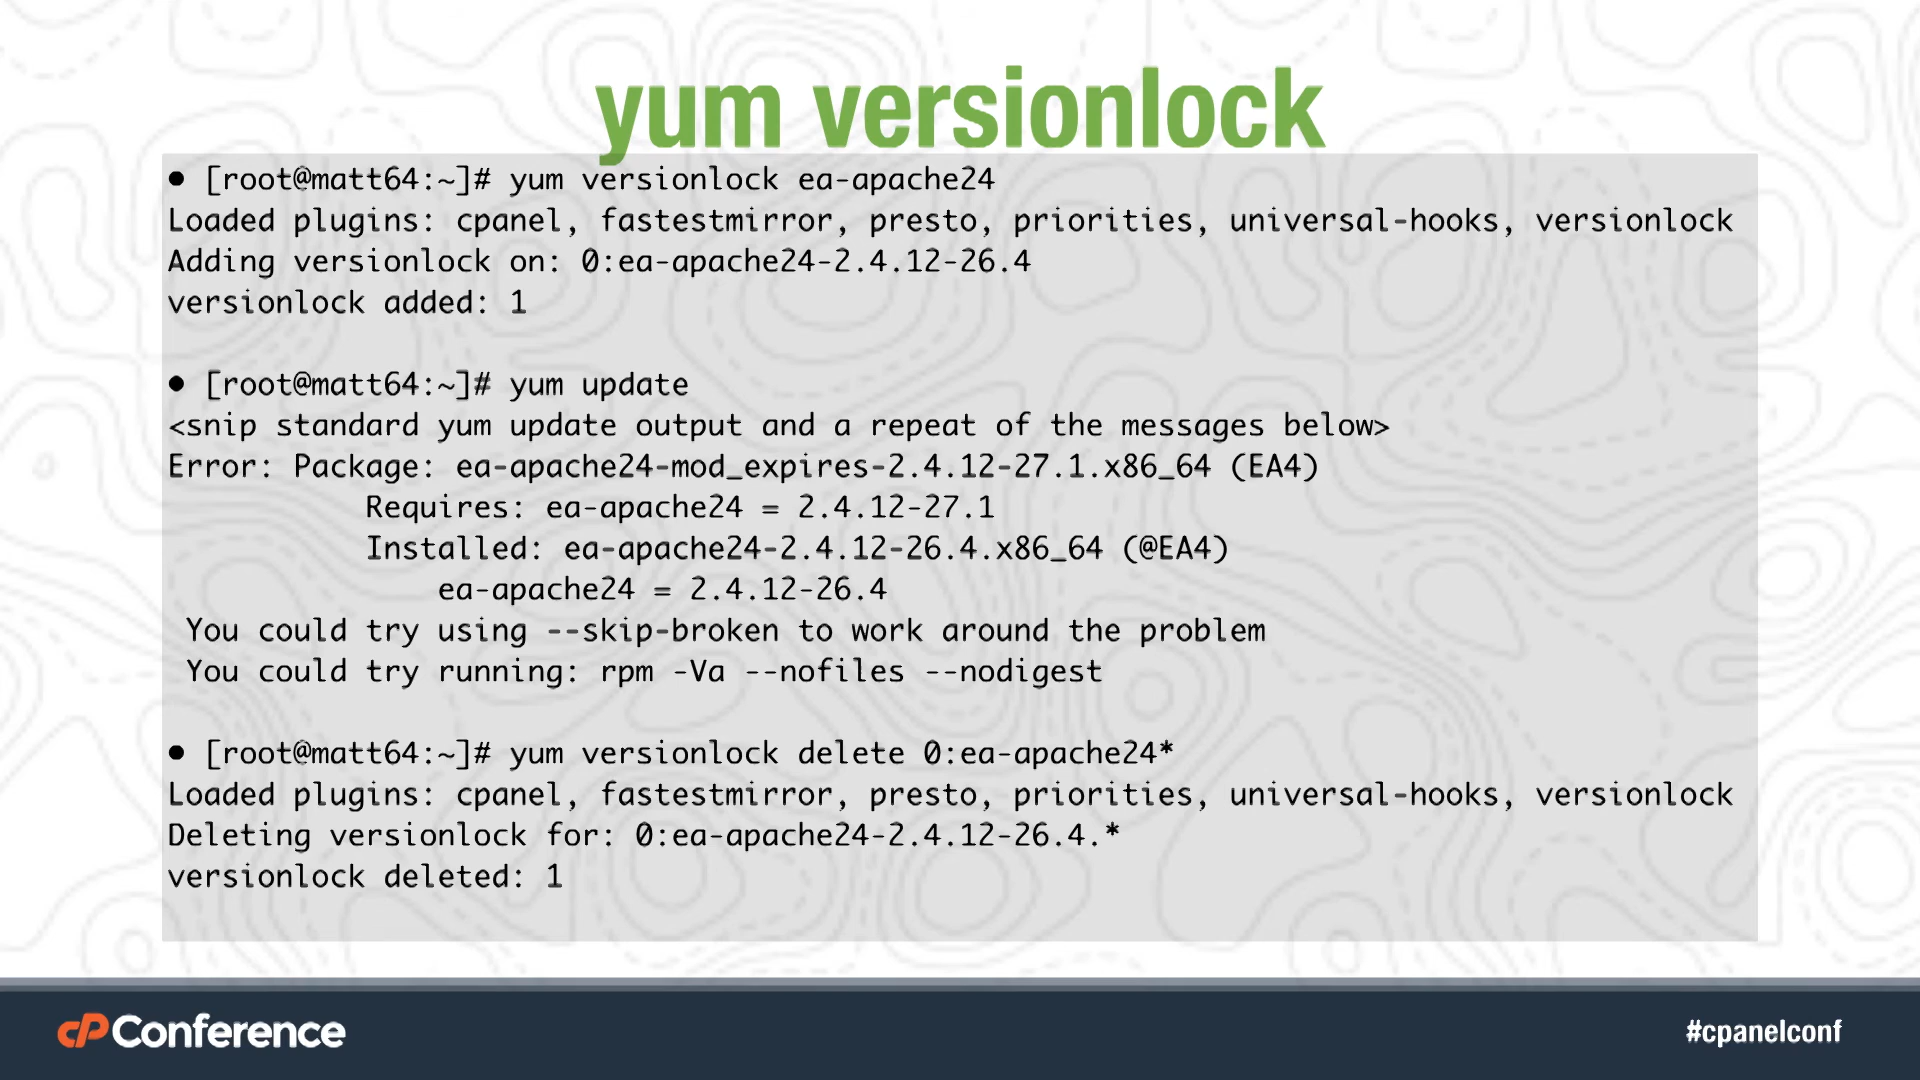 yum versionlock
• [root@matt64:~]# yum versionlock ea-apache24
Loaded plugins: cpanel, fastestmirror, presto, priorities, universal-hooks, versionlock
Adding versionlock on: 0:ea-apache24-2.4.12-26.4
versionlock added: 1
• [root@matt64:~]# yum update
<snip standard yum update output and a repeat of the messages below>
Error: Package: ea-apache24-mod_expires-2.4.12-27.1.x86_64 (EA4)
Requires: ea-apache24 = 2.4.12-27.1
Installed: ea-apache24-2.4.12-26.4.x86_64 (@EA4)
ea-apache24 = 2.4.12-26.4
You could try using --skip-broken to work around the problem
You could try running: rpm -Va --nofiles --nodigest
• [root@matt64:~]# yum versionlock delete 0:ea-apache24*
Loaded plugins: cpanel, fastestmirror, presto, priorities, universal-hooks, versionlock
Deleting versionlock for: 0:ea-apache24-2.4.12-26.4.*
versionlock deleted: 1
cPConference
#cpanelconf